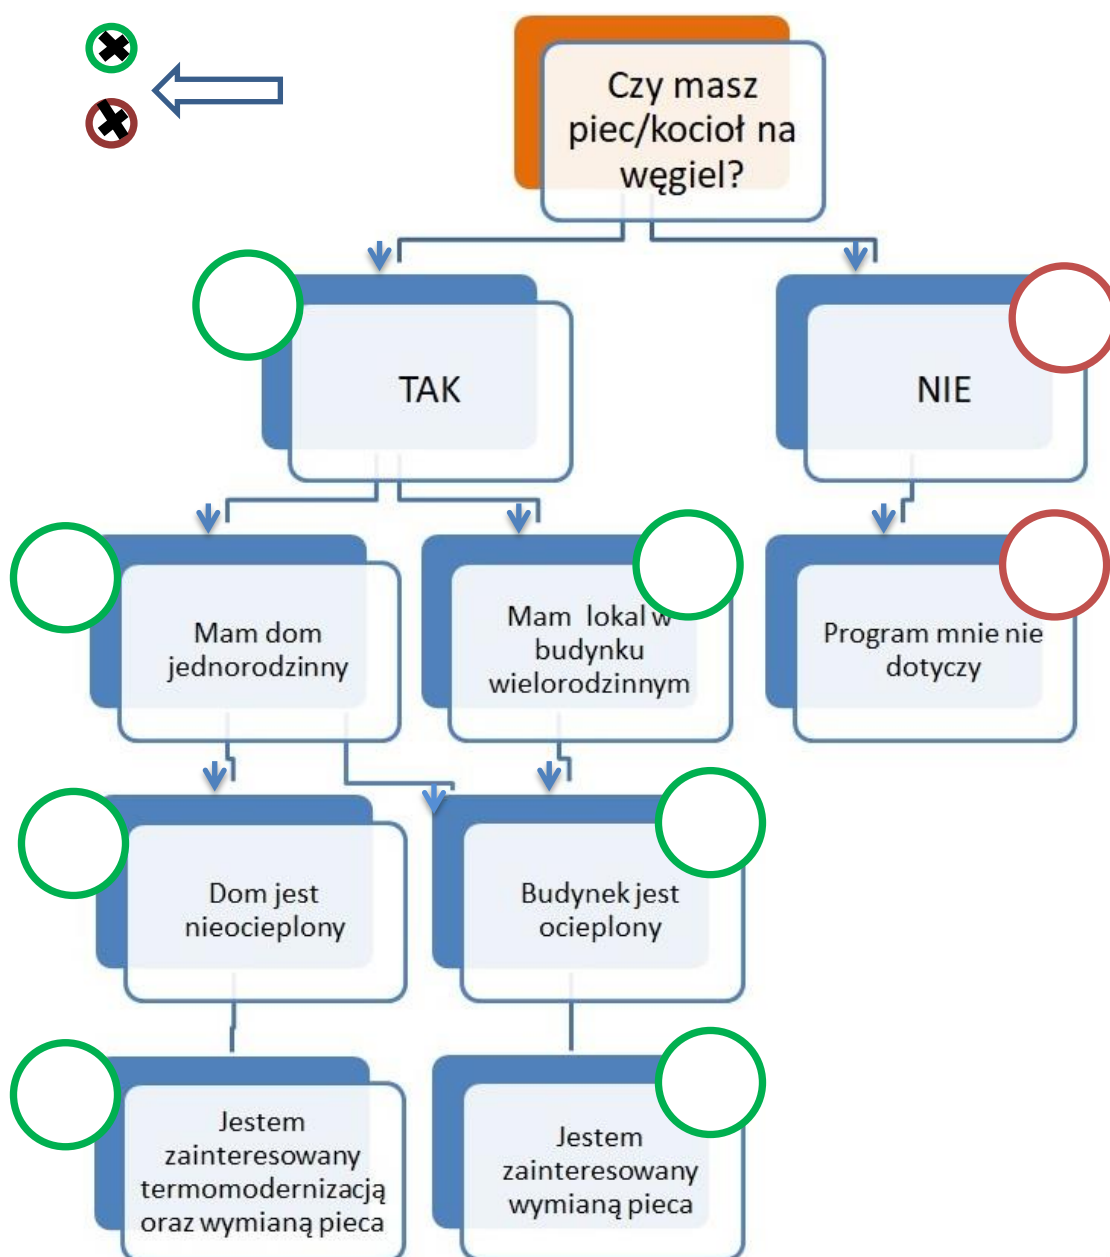 Czy masz
piec/kocioł na
węgiel?
TAK
NIE
Mam dom
jednorodzinny
Mam lokal w
budynku
wielorodzinnym
Program mnie nie
dotyczy
Dom jest
nieocieplony
Budynek jest
ocieplony
Jestem
zainteresowany
termomodernizacją
oraz wymianą pieca
Jestem
zainteresowany
wymianą pieca